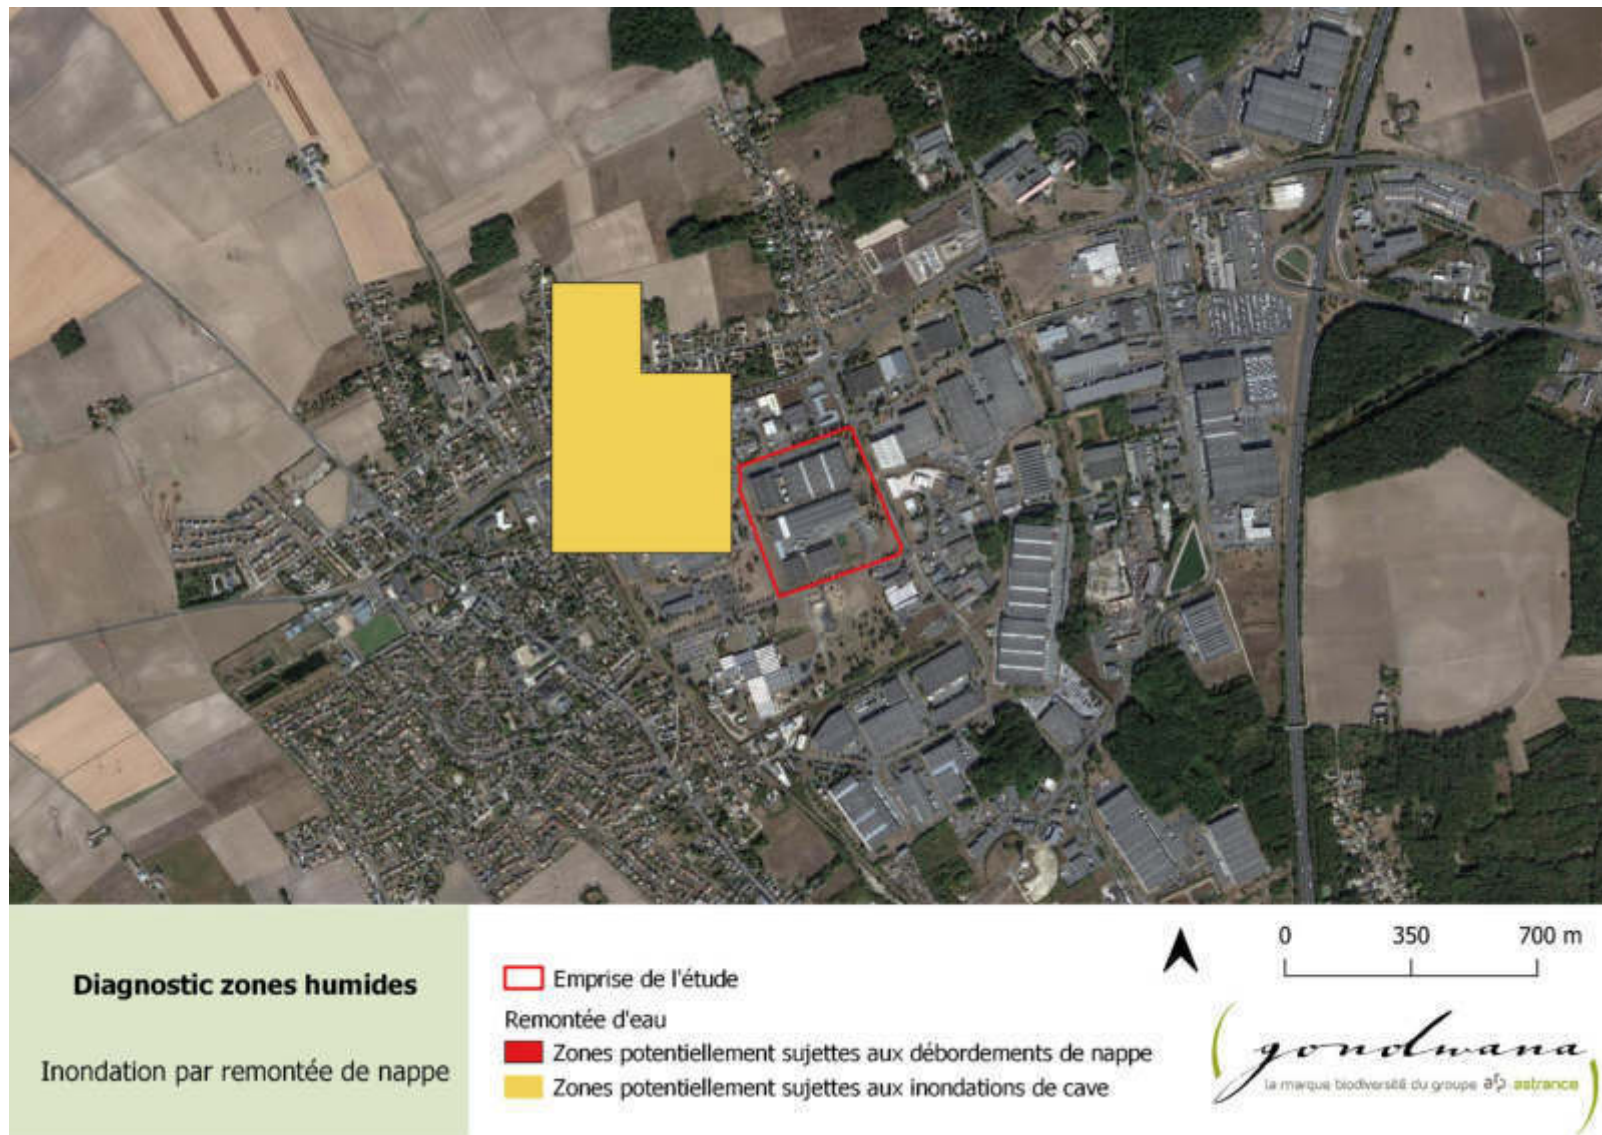 Diagnostic zones humides
Inondation par remontée de nappe
Emprise de l'étude
Remontée d'eau
Zones potentiellement sujettes aux débordements de nappe
Zones potentiellement sujettes aux inondations de cave
0 350 700 m
gondwana
la marque biodiversité du groupe afp astrance